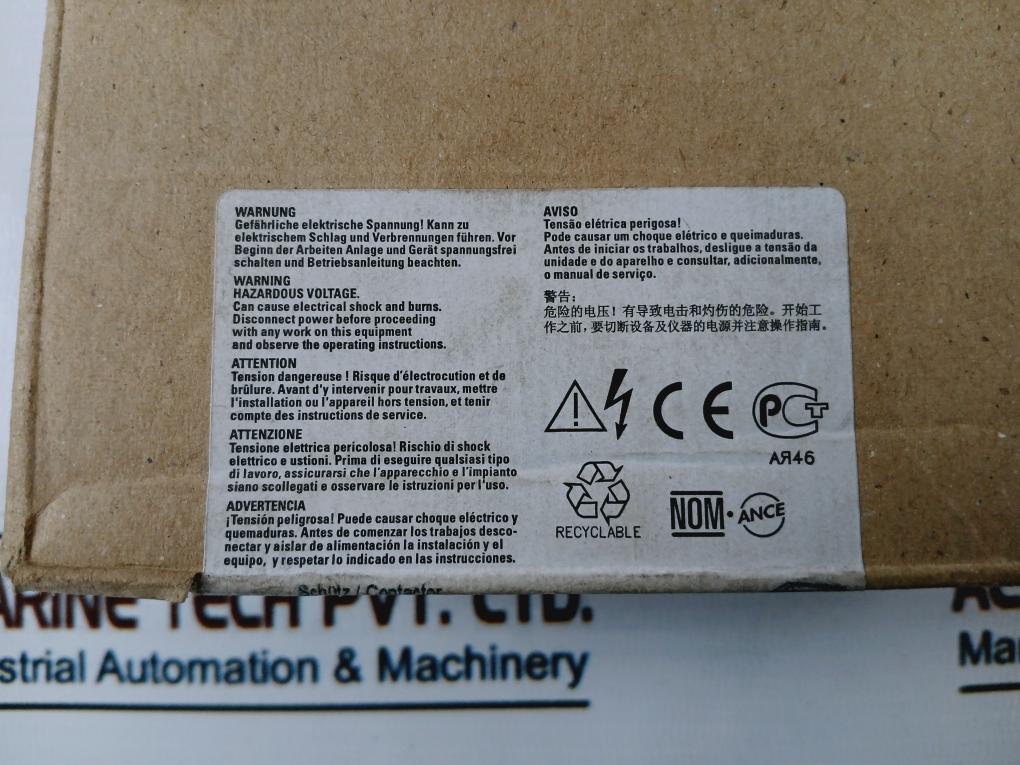 WARNUNG
Gefährliche elektrische Spannung! Kann zu
elektrischem Schlag und Verbrennungen führen. Vor
Beginn der Arbeiten Anlage und Gerät spannungsfrei
schalten und Betriebsanleitung beachten.
WARNING
HAZARDOUS VOLTAGE.
Can cause electrical shock and burns.
Disconnect power before proceeding
with any work on this equipment
and observe the operating instructions.
ATTENTION
Tension dangereuse ! Risque d'électrocution et de
brûlure. Avant d'y intervenir pour travaux, mettre
l'installation ou l'appareil hors tension, et tenir
compte des instructions de service.
ATTENZIONE
Tensione elettrica pericolosa! Rischio di shock
elettrico e ustioni. Prima di eseguire qualsiasi tipo
di lavoro, assicurarsi che l'apparecchio e l'impianto
siano scollegati e osservare le istruzioni per l'uso.
ADVERTENCIA
¡Tensión peligrosa! Puede causar choque eléctrico y
quemaduras. Antes de comenzar los trabajos desco-
nectar y aislar de alimentación la instalación y el
equipo, y respetar lo indicado en las instrucciones.
AVISO
Tensão elétrica perigosa!
Pode causar um choque elétrico e queimaduras.
Antes de iniciar os trabalhos, desligue a tensão da
unidade e do aparelho e consultar, adicionalmente,
o manual de serviço.
警告:
危险的电压! 有导致电击和灼伤的危险。开始工
作之前,要切断设备及仪器的电源并注意操作指南。
CE
РСТ
АЯ46
RECYCLABLE
NOM·ANCE
Schütz / Contactor
ARINE TECH PVT. LTD.
strial Automation & Machinery